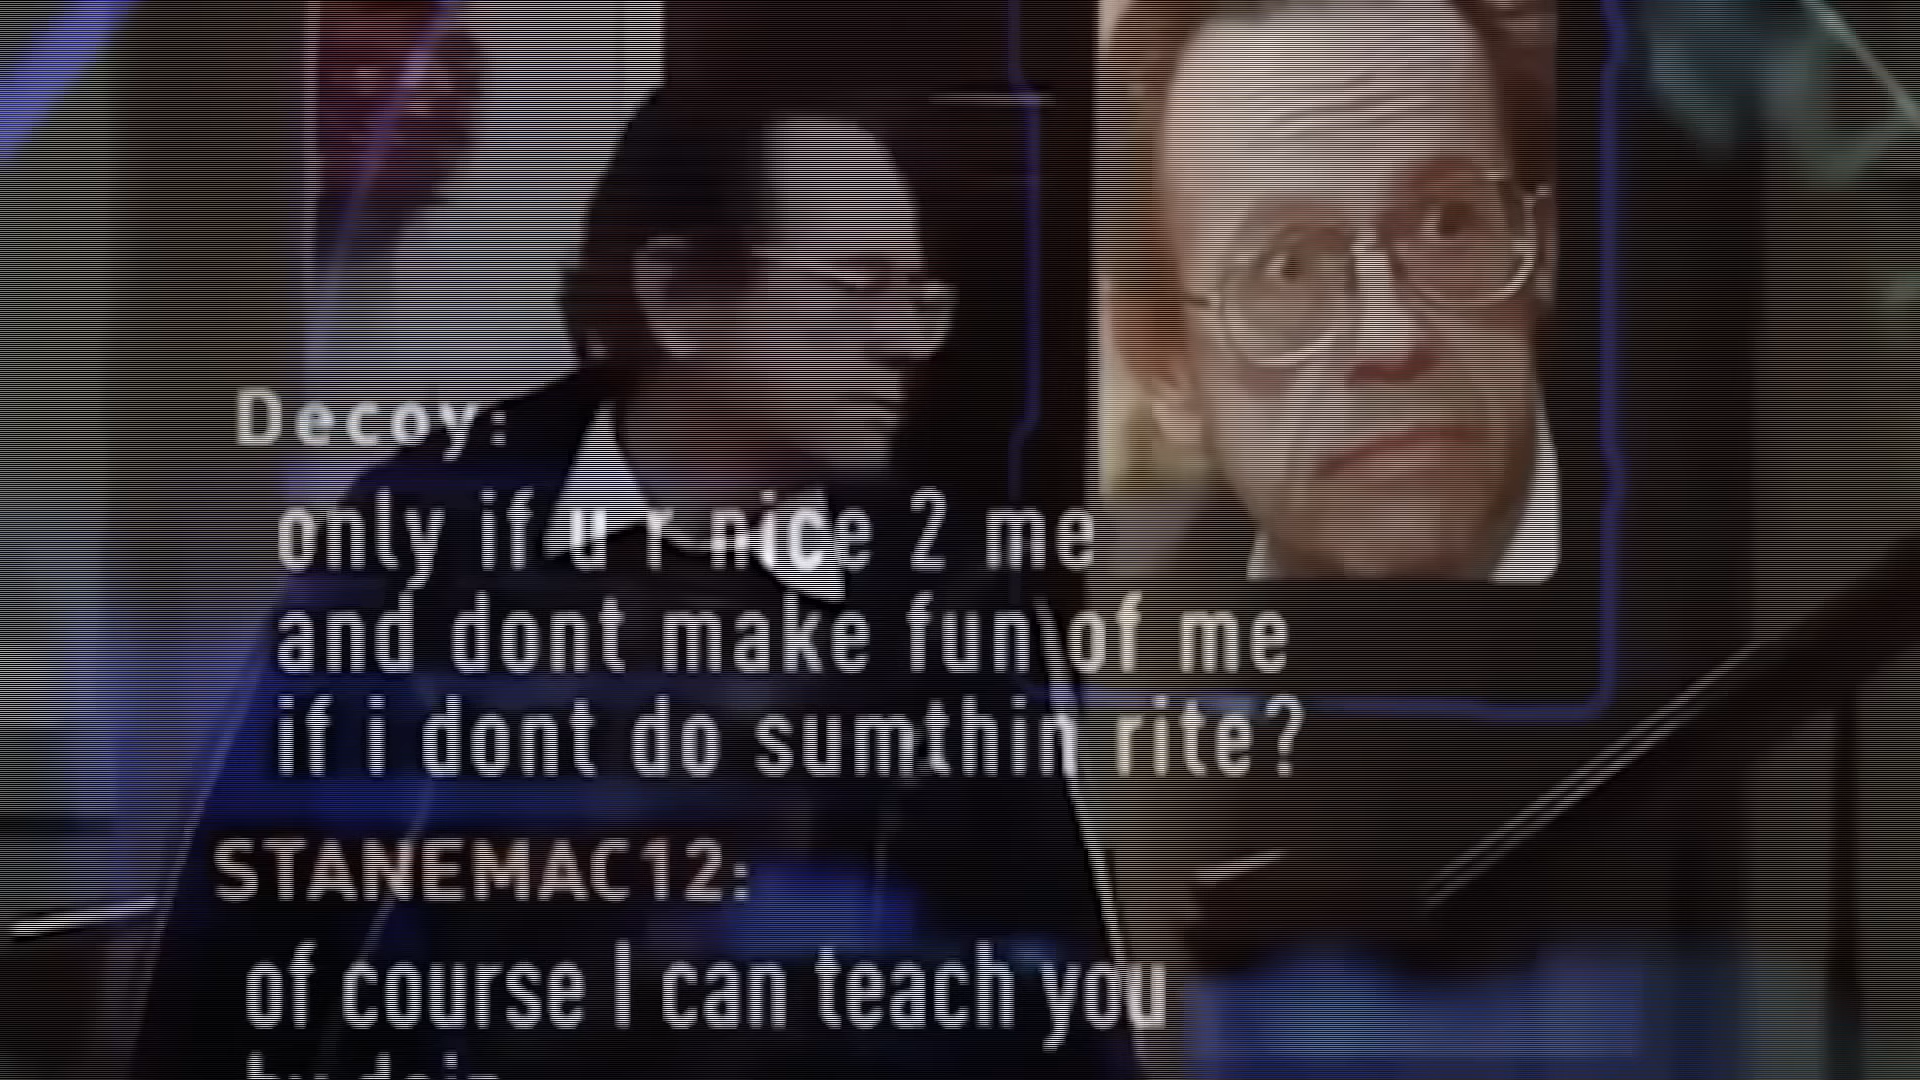 Decoy:
only if u r nice 2 me
and dont make fun of me
if i dont do sumthin rite?
STANEMAC12:
of course I can teach you